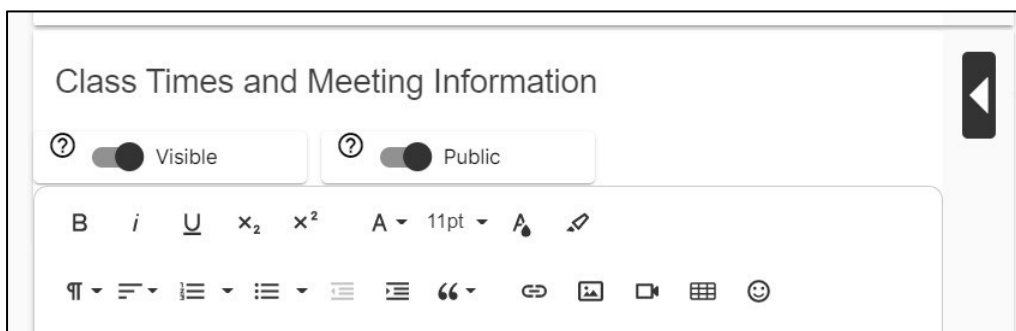 Class Times and Meeting Information
Visible Public
B i U x₂ x² A 11pt A